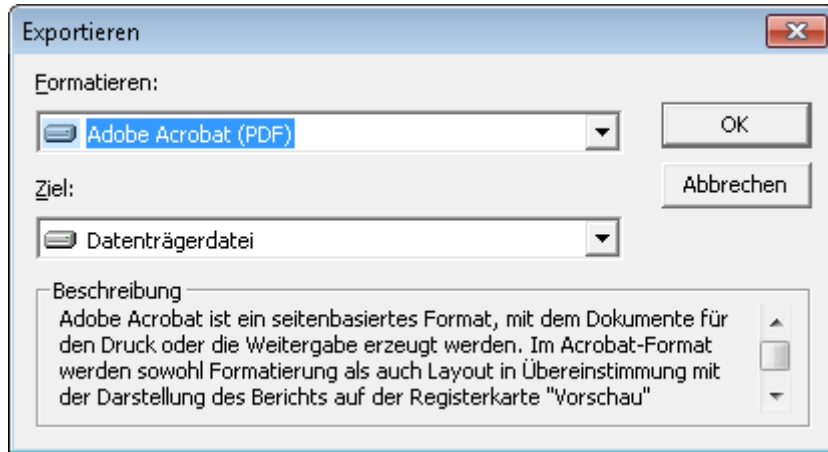 Exportieren
Formatieren:
Adobe Acrobat (PDF)
OK
Ziel:
Abbrechen
Datenträgerdatei
Beschreibung
Adobe Acrobat ist ein seitenbasiertes Format, mit dem Dokumente für
den Druck oder die Weitergabe erzeugt werden. Im Acrobat-Format
werden sowohl Formatierung als auch Layout in Übereinstimmung mit
der Darstellung des Berichts auf der Registerkarte "Vorschau"